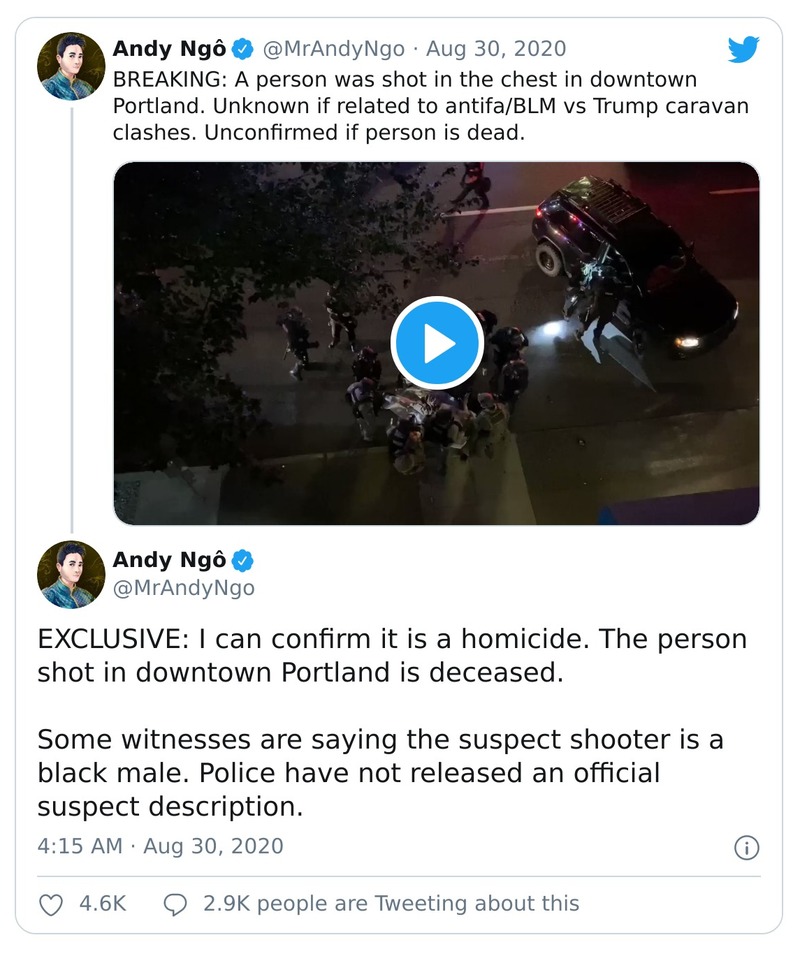 Andy Ngô @MrAndyNgo · Aug 30, 2020
BREAKING: A person was shot in the chest in downtown
Portland. Unknown if related to antifa/BLM vs Trump caravan
clashes. Unconfirmed if person is dead.
Andy Ngô
@MrAndyNgo
EXCLUSIVE: I can confirm it is a homicide. The person
shot in downtown Portland is deceased.
Some witnesses are saying the suspect shooter is a
black male. Police have not released an official
suspect description.
4:15 AM · Aug 30, 2020
4.6K 2.9K people are Tweeting about this